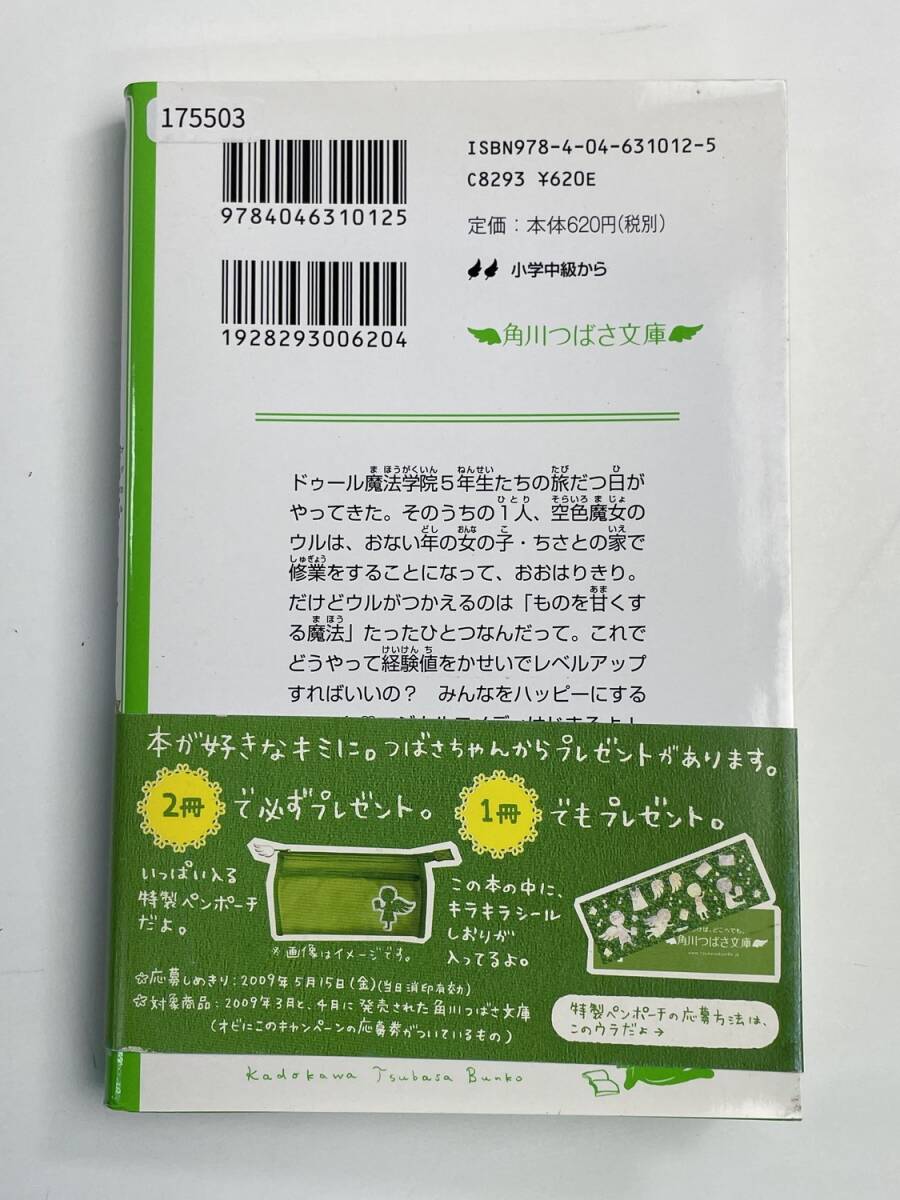 175503
ISBN978-4-04-631012-5
C8293 ¥620E
9784046310125
定価：本体620円(税別)
小学中級から
1928293006204
角川つばさ文庫
ドゥール魔法学院5年生たちの旅だつ日が
やってきた。そのうちの1人、空色魔女の
ウルは、おない年の女の子・ちさとの家で
修業をすることになって、おおはりきり。
だけどウルがつかえるのは「ものを甘くす
る魔法」たったひとつなんだって。これで
どうやって経験値をかせいでレベルアップ
すればいいの？　みんなをハッピーにする
本が好きなキミに。つばさちゃんからプレゼントがあります。
2冊で必ずプレゼント。
いっぱい入る
特製ペンポーチ
だよ。
※画像はイメージです。
1冊でもプレゼント。
この本の中に、
キラキラシール
しおりが
入ってるよ。
角川つばさ文庫
応募しめきり：2009年5月15日(金)(当日消印有効)
対象商品：2009年3月と、4月に発売された角川つばさ文庫
(オビにこのキャンペーンの応募券がついているもの)
特製ペンポーチの応募方法は、
このウラだよ→
Kadokawa Tsubasa Bunko